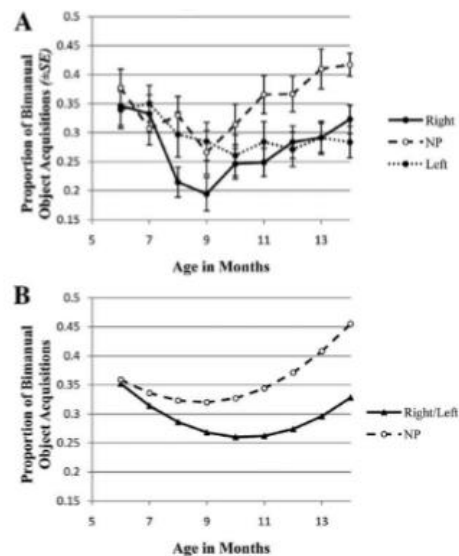 A
Proportion of Bimanual
Object Acquisitions (±SE)
0.5
0.45
0.4
0.35
0.3
0.25
0.2
0.15
5
7
9
11
13
Age in Months
Right
NP
Left
B
Proportion of Bimanual
Object Acquisitions
0.5
0.45
0.4
0.35
0.3
0.25
0.2
0.15
5
7
9
11
13
Age in Months
Right/Left
NP